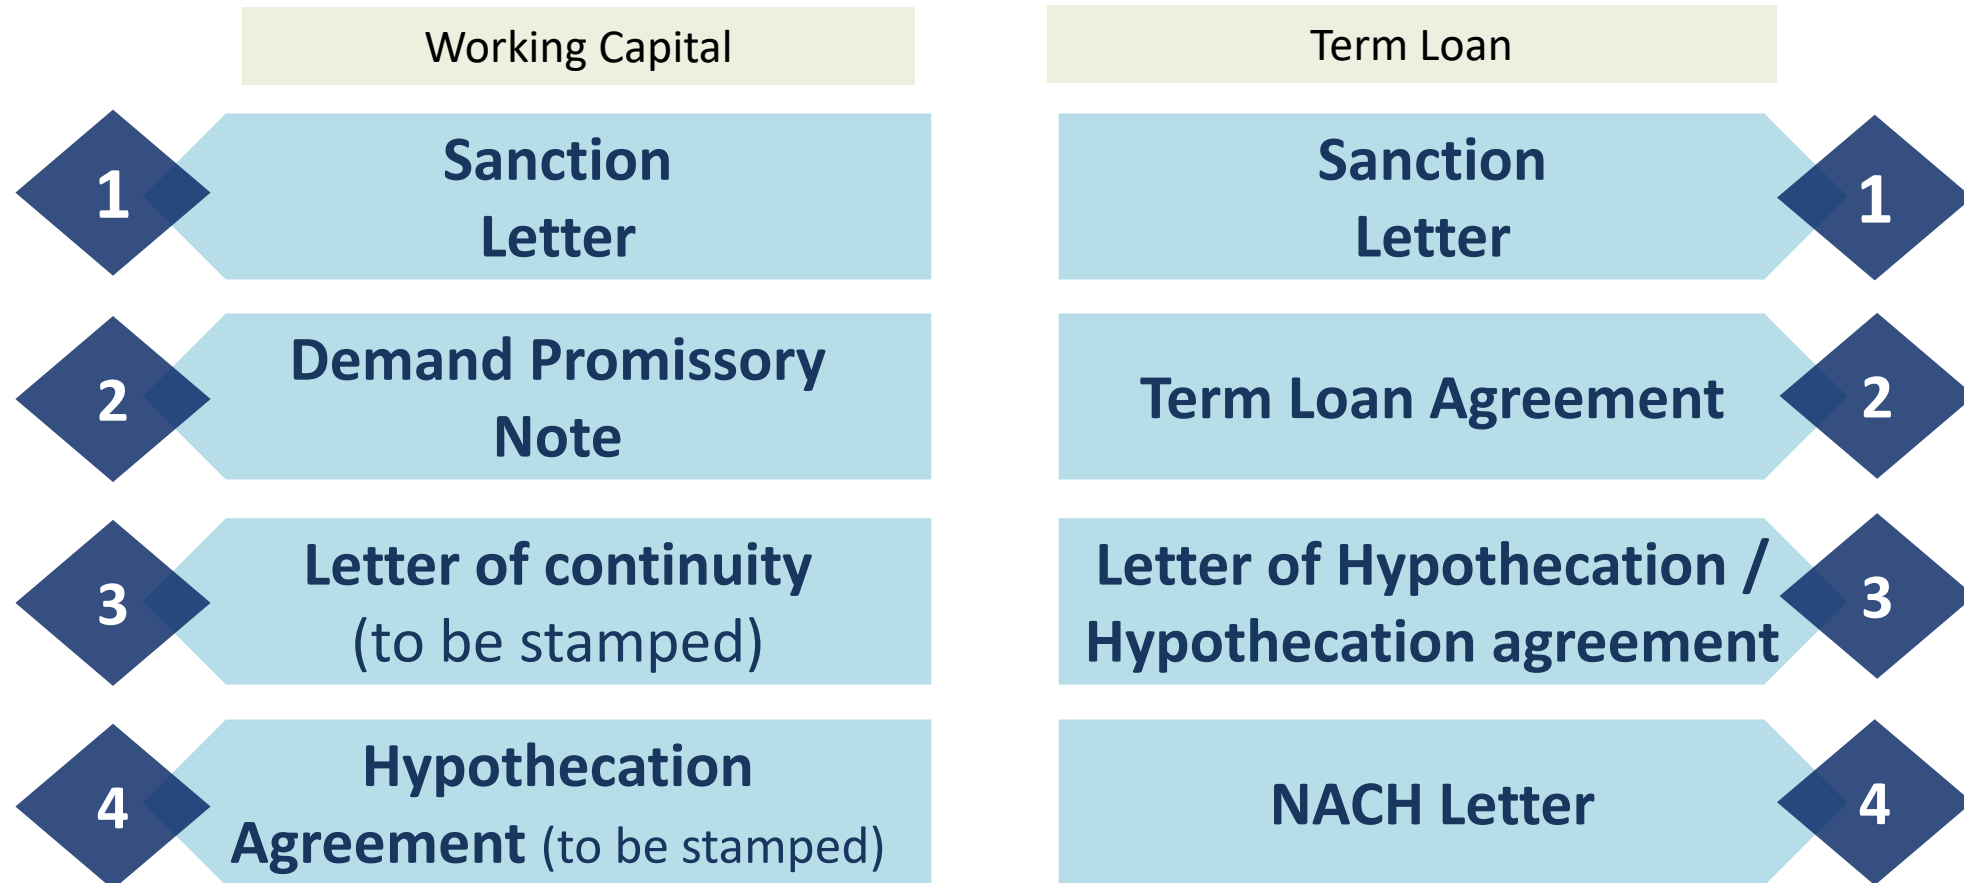 Working Capital
1
Sanction
Letter
2
Demand Promissory
Note
3
Letter of continuity
(to be stamped)
4
Hypothecation
Agreement (to be stamped)
Term Loan
Sanction
Letter
1
Term Loan Agreement
2
Letter of Hypothecation /
Hypothecation agreement
3
NACH Letter
4